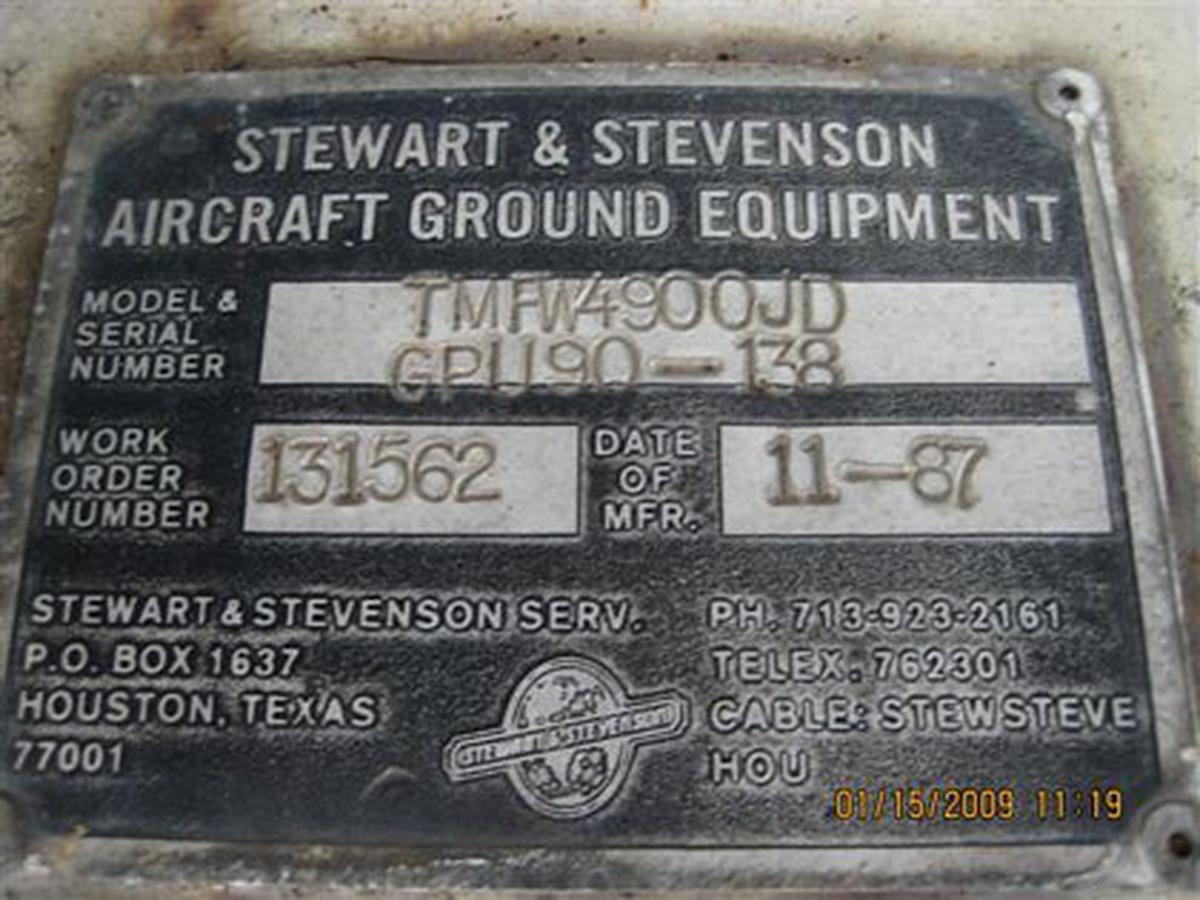 STEWART & STEVENSON
AIRCRAFT GROUND EQUIPMENT
MODEL &
SERIAL
NUMBER
TMFW4900JD
GPU90-138
WORK
ORDER
NUMBER
131562
DATE
OF
MFR.
11-87
STEWART & STEVENSON SERV.
P.O. BOX 1637
HOUSTON, TEXAS
77001
STEWART & STEVENSON
PH. 713-923-2161
TELEX. 762301
CABLE: STEWSTEVE
HOU
01/15/2009 11:19